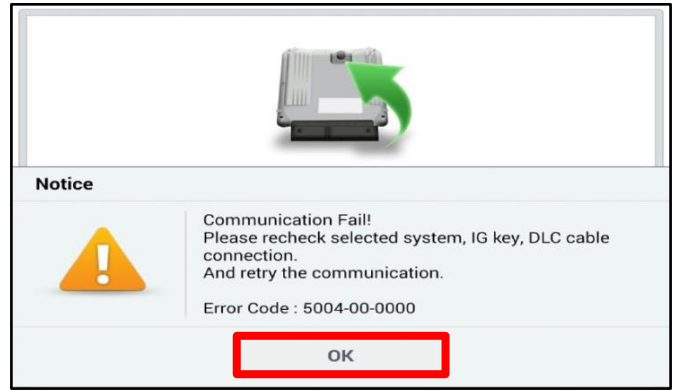 Notice
Communication Fail!
Please recheck selected system, IG key, DLC cable
connection.
And retry the communication.
Error Code : 5004-00-0000
OK